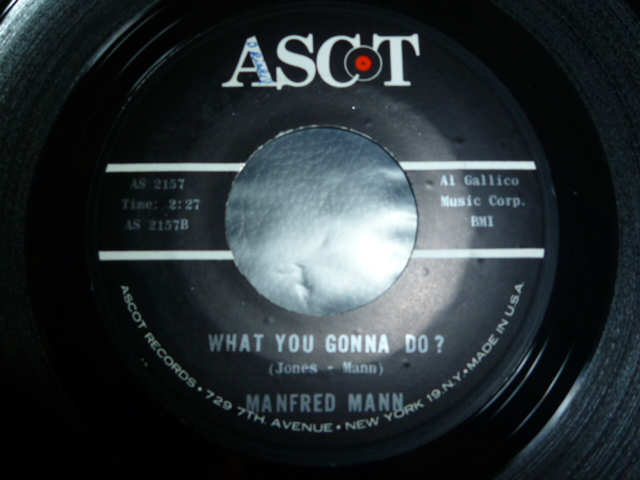 ASCOT
AS 2157
Time: 2:27
AS 2157B
Al Gallico
Music Corp.
BMI
WHAT YOU GONNA DO?
(Jones - Mann)
MANFRED MANN
ASCOT RECORDS • 729 7TH. AVENUE • NEW YORK 19, N.Y. • MADE IN U.S.A.